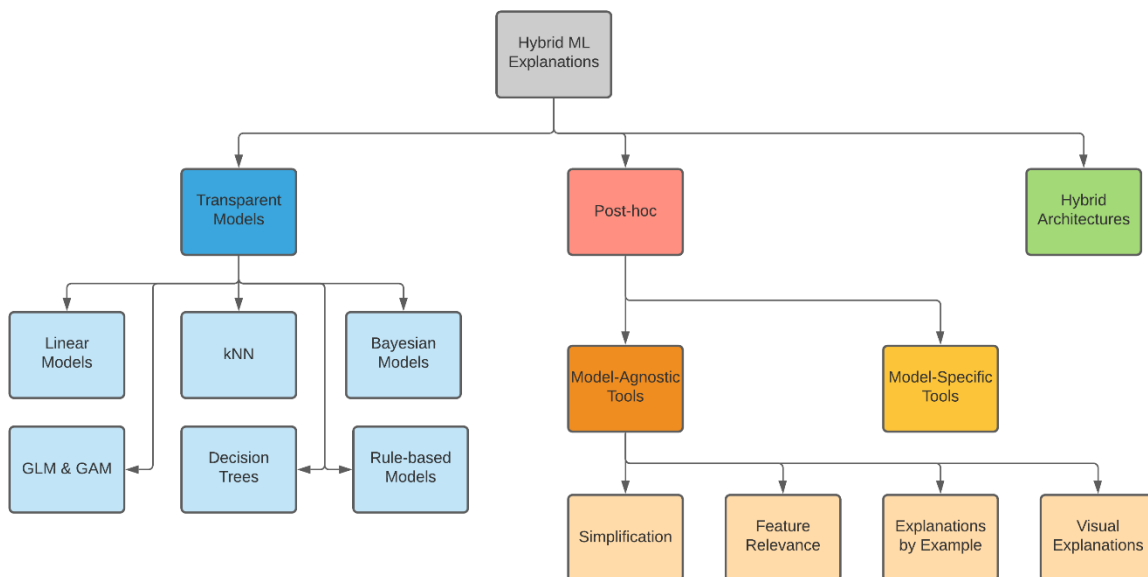 Hybrid ML
Explanations
Transparent
Models
Post-hoc
Hybrid
Architectures
Linear
Models
kNN
Bayesian
Models
Model-Agnostic
Tools
Model-Specific
Tools
GLM & GAM
Decision
Trees
Rule-based
Models
Simplification
Feature
Relevance
Explanations
by Example
Visual
Explanations